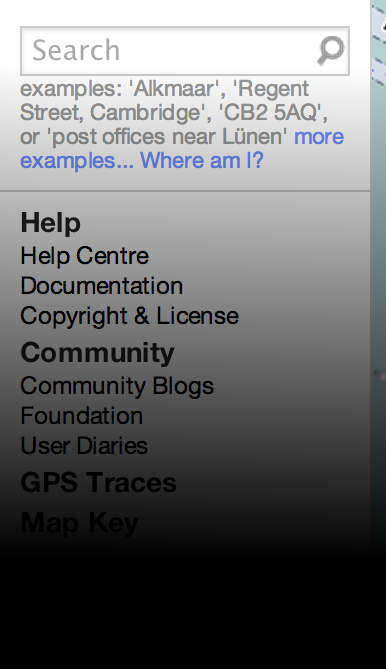 Search
examples: 'Alkmaar', 'Regent
Street, Cambridge', 'CB2 5AQ',
or 'post offices near Lünen' more
examples... Where am I?
Help
Help Centre
Documentation
Copyright & License
Community
Community Blogs
Foundation
User Diaries
GPS Traces
Map Key